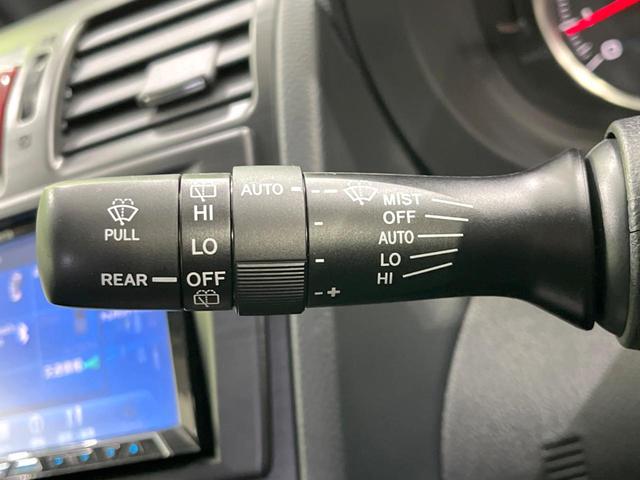 PULL
REAR
HI
LO
OFF
AUTO
- +
MIST
OFF
AUTO
LO
HI